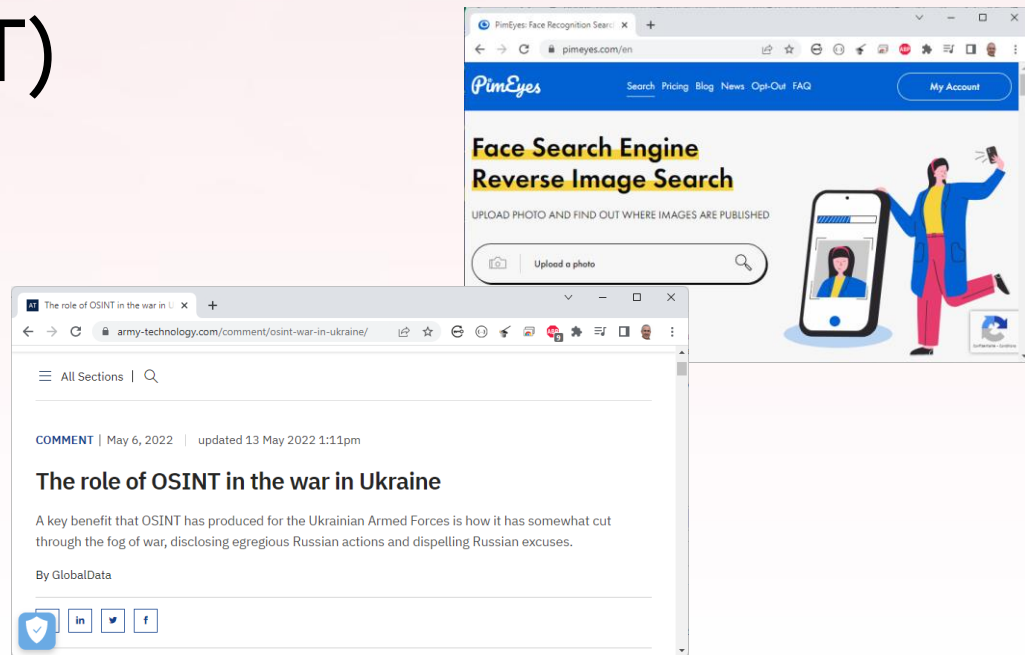 T)
PimEyes: Face Recognition Searc
pimeyes.com/en
PimEyes
Search Pricing Blog News Opt-Out FAQ
My Account
Face Search Engine
Reverse Image Search
UPLOAD PHOTO AND FIND OUT WHERE IMAGES ARE PUBLISHED
Upload a photo
The role of OSINT in the war in U
army-technology.com/comment/osint-war-in-ukraine/
All Sections |
COMMENT | May 6, 2022 | updated 13 May 2022 1:11pm
The role of OSINT in the war in Ukraine
A key benefit that OSINT has produced for the Ukrainian Armed Forces is how it has somewhat cut
through the fog of war, disclosing egregious Russian actions and dispelling Russian excuses.
By GlobalData